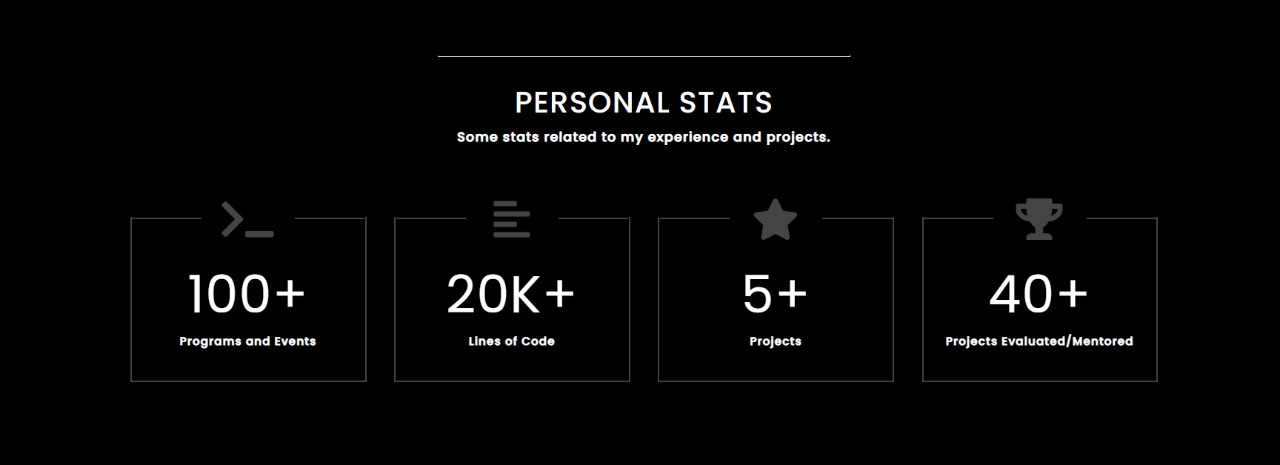 PERSONAL STATS
Some stats related to my experience and projects.
100+
Programs and Events
20K+
Lines of Code
5+
Projects
40+
Projects Evaluated/Mentored